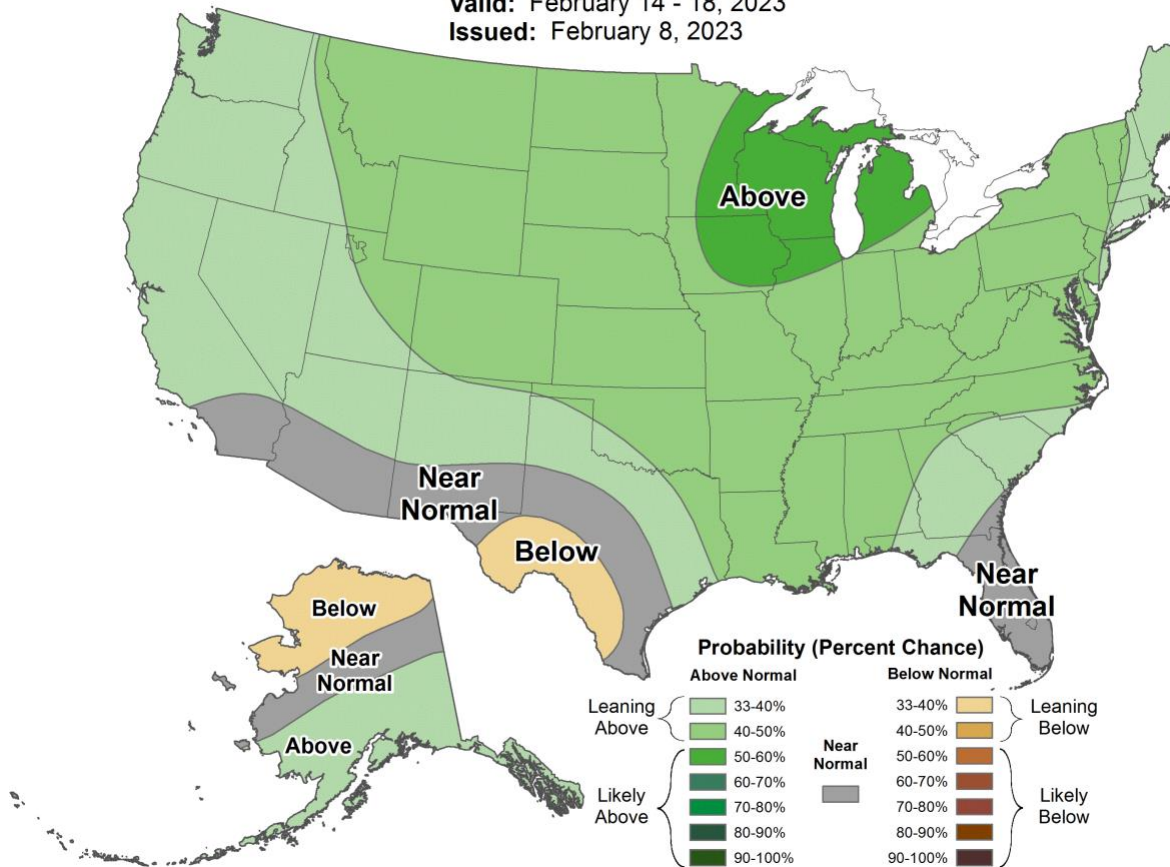 Valid: February 14 - 18, 2023
Issued: February 8, 2023
Above
Near
Normal
Below
Near
Normal
Below
Near
Normal
Above
Probability (Percent Chance)
Above Normal
Below Normal
Leaning
Above
33-40%
40-50%
50-60%
60-70%
70-80%
80-90%
90-100%
Likely
Above
Near
Normal
33-40%
40-50%
50-60%
60-70%
70-80%
80-90%
90-100%
Leaning
Below
Likely
Below